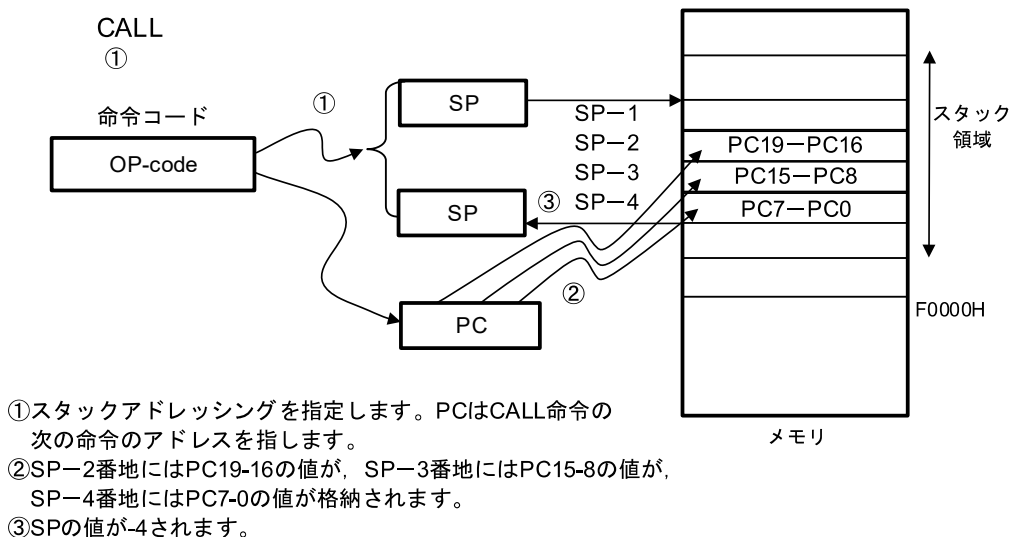 CALL
①
命令コード
OP-code
①
SP
SP
③
PC
②
SP－1
SP－2
SP－3
SP－4
PC19－PC16
PC15－PC8
PC7－PC0
スタック
領域
F0000H
メモリ
①スタックアドレッシングを指定します。PCはCALL命令の
次の命令のアドレスを指します。
②SP－2番地にはPC19-16の値が，SP－3番地にはPC15-8の値が，
SP－4番地にはPC7-0の値が格納されます。
③SPの値が-4されます。